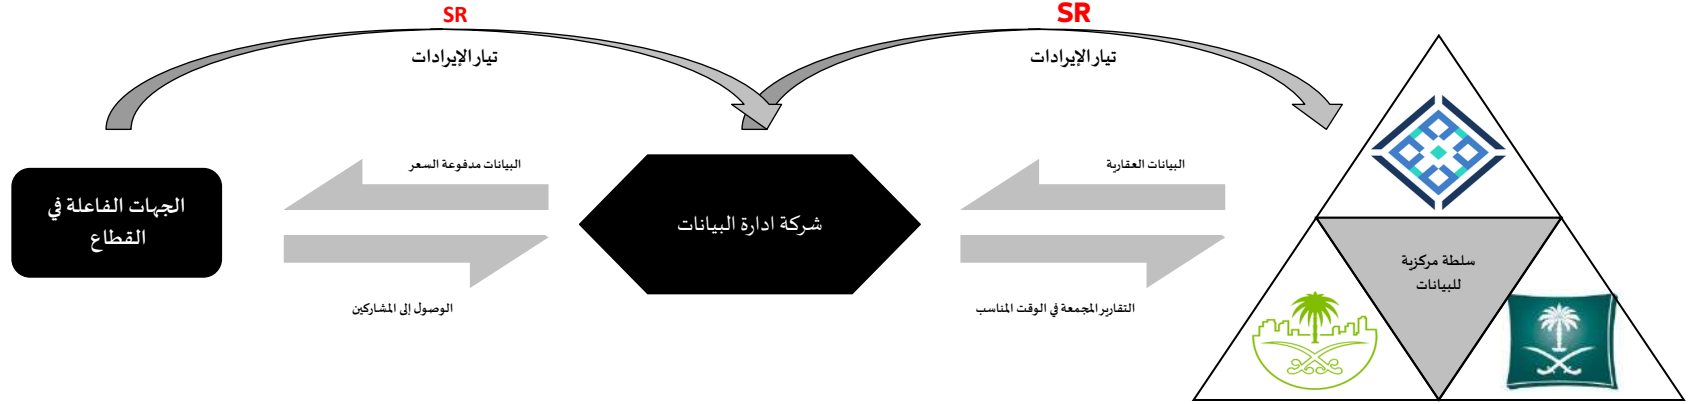 SR
SR
تيار الإيرادات
تيار الإيرادات
البيانات العقارية
البيانات مدفوعة السعر
الجهات الفاعلة في
القطاع
شركة ادارة البيانات
سلطة مركزية
للبيانات
التقارير المجمعة في الوقت المناسب
الوصول إلى المشاركين